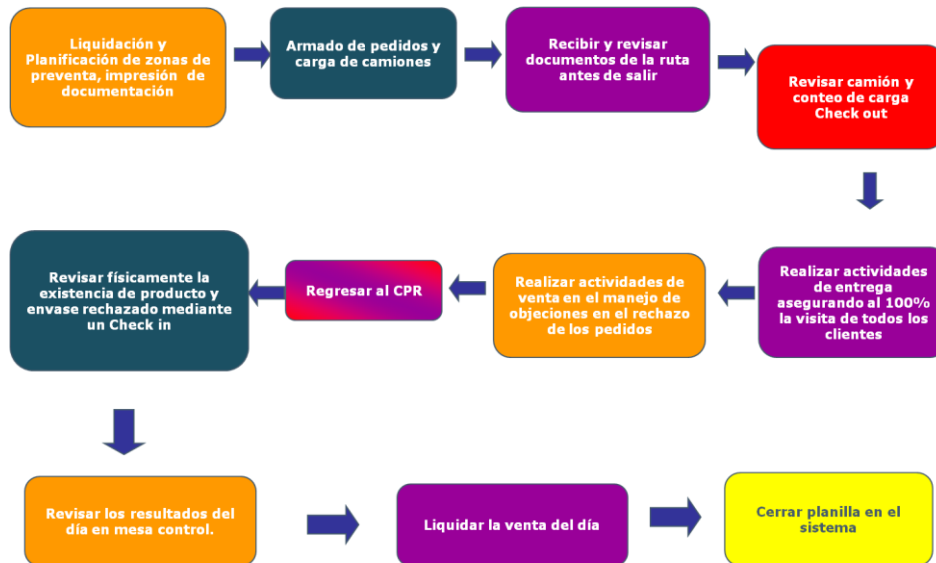 Liquidación y
Planificación de zonas de
preventa, impresión de
documentación
Armado de pedidos y
carga de camiones
Recibir y revisar
documentos de la ruta
antes de salir
Revisar camión y
conteo de carga
Check out
Realizar actividades
de entrega
asegurando al 100%
la visita de todos los
clientes
Realizar actividades de
venta en el manejo de
objeciones en el rechazo
de los pedidos
Regresar al CPR
Revisar físicamente la
existencia de producto y
envase rechazado mediante
un Check in
Revisar los resultados del
día en mesa control.
Liquidar la venta del día
Cerrar planilla en el
sistema